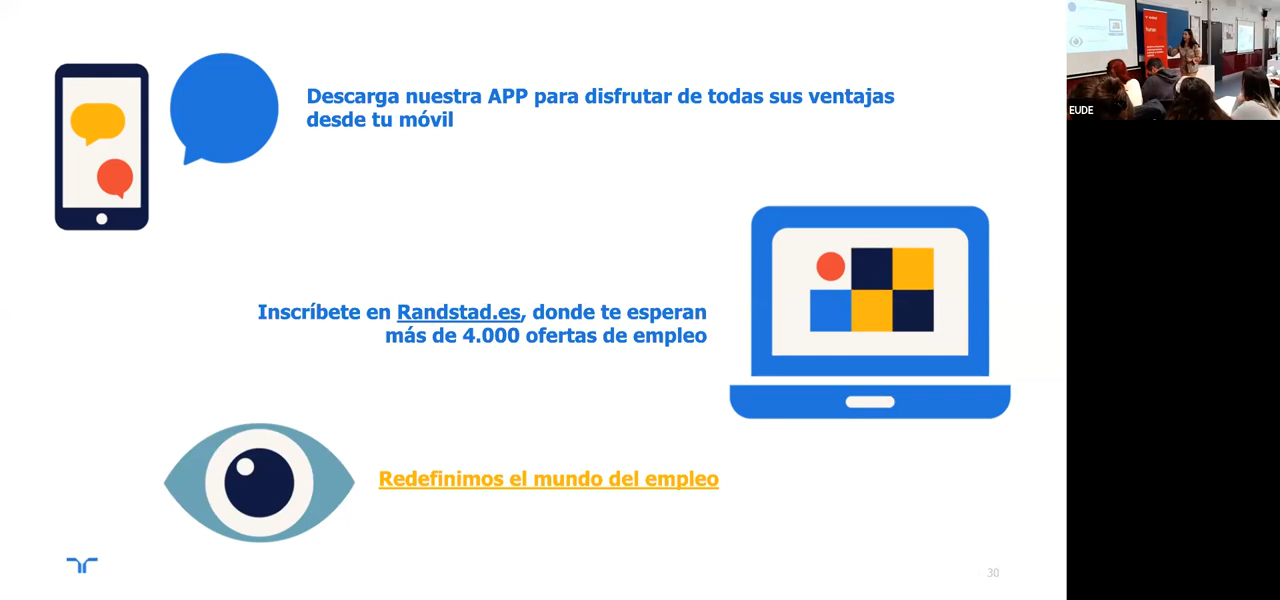 Descarga nuestra APP para disfrutar de todas sus ventajas
desde tu móvil
EUDE
Inscríbete en Randstad.es, donde te esperan
más de 4.000 ofertas de empleo
Redefinimos el mundo del empleo
30